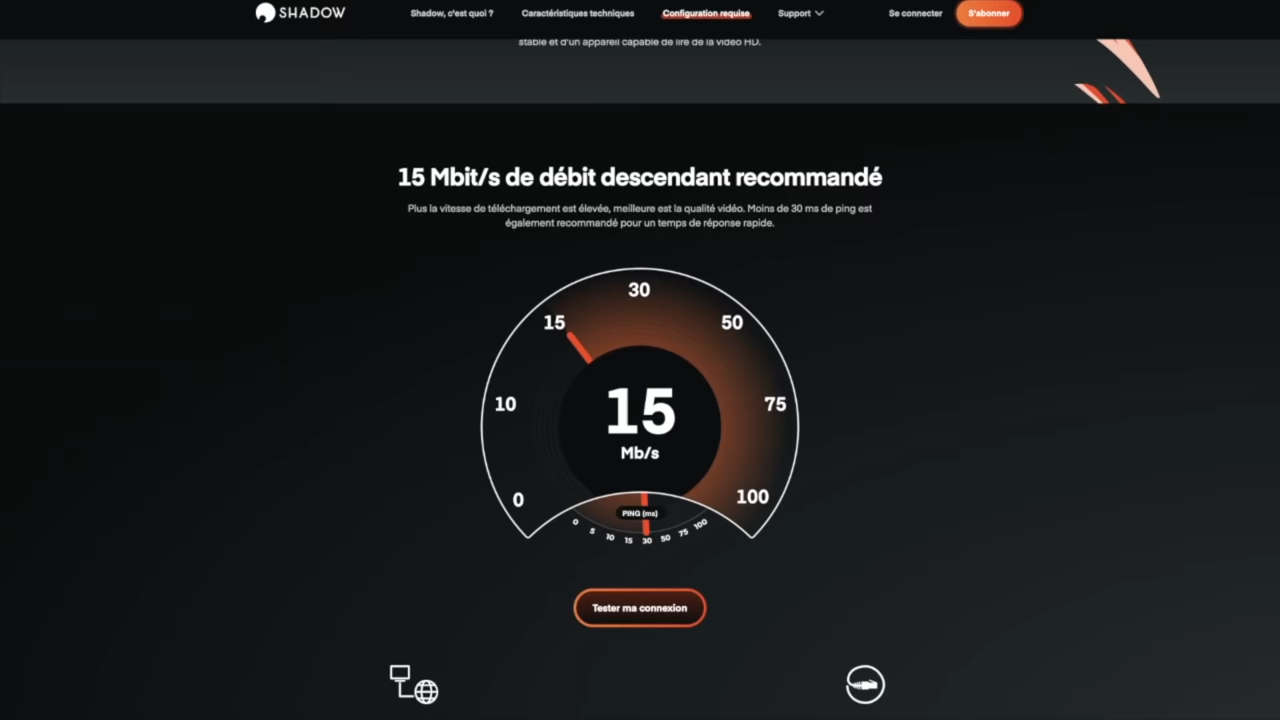 SHADOW
Shadow, c'est quoi ?
Caractéristiques techniques
Configuration requise
Support
Se connecter
S'abonner
stable et d'un appareil capable de lire de la vidéo HD.
15 Mbit/s de débit descendant recommandé
Plus la vitesse de téléchargement est élevée, meilleure est la qualité vidéo. Moins de 30 ms de ping est
également recommandé pour un temps de réponse rapide.
30
15
50
10
75
15
Mb/s
0
100
PING (ms)
0 5 10 15 30 50 75 100
Tester ma connexion